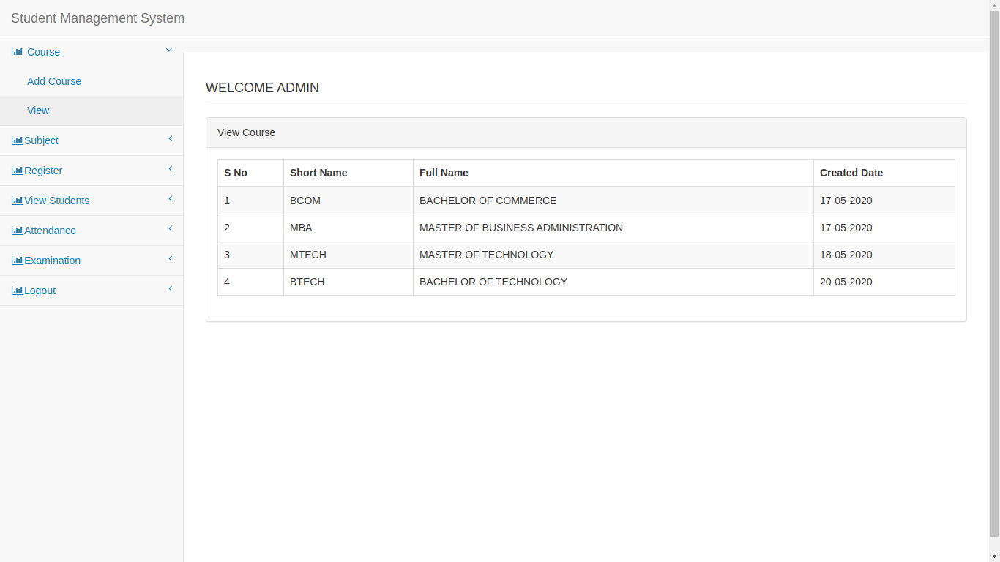 Student Management System
Course
Add Course
View
Subject
Register
View Students
Attendance
Examination
Logout
WELCOME ADMIN
View Course
S No Short Name Full Name Created Date
1 BCOM BACHELOR OF COMMERCE 17-05-2020
2 MBA MASTER OF BUSINESS ADMINISTRATION 17-05-2020
3 MTECH MASTER OF TECHNOLOGY 18-05-2020
4 BTECH BACHELOR OF TECHNOLOGY 20-05-2020